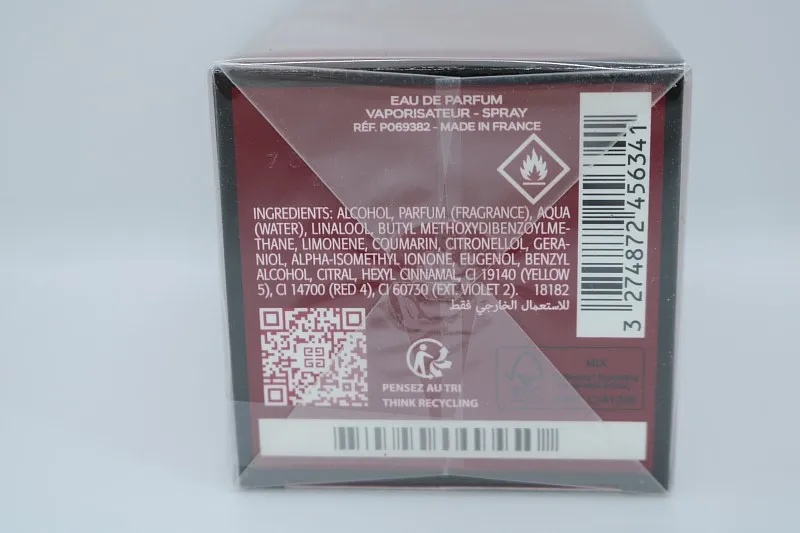 EAU DE PARFUM
VAPORISATEUR - SPRAY
RÉF. P069382 - MADE IN FRANCE
INGREDIENTS: ALCOHOL, PARFUM (FRAGRANCE), AQUA
(WATER), LINALOOL, BUTYL METHOXYDIBENZOYLME-
THANE, LIMONENE, COUMARIN, CITRONELLOL, GERA-
NIOL, ALPHA-ISOMETHYL IONONE, EUGENOL, BENZYL
ALCOHOL, CITRAL, HEXYL CINNAMAL, CI 19140 (YELLOW
5), CI 14700 (RED 4), CI 60730 (EXT. VIOLET 2). 18182
للاستعمال الخارجي فقط
3 274872 456341
PENSEZ AU TRI
THINK RECYCLING
MIX